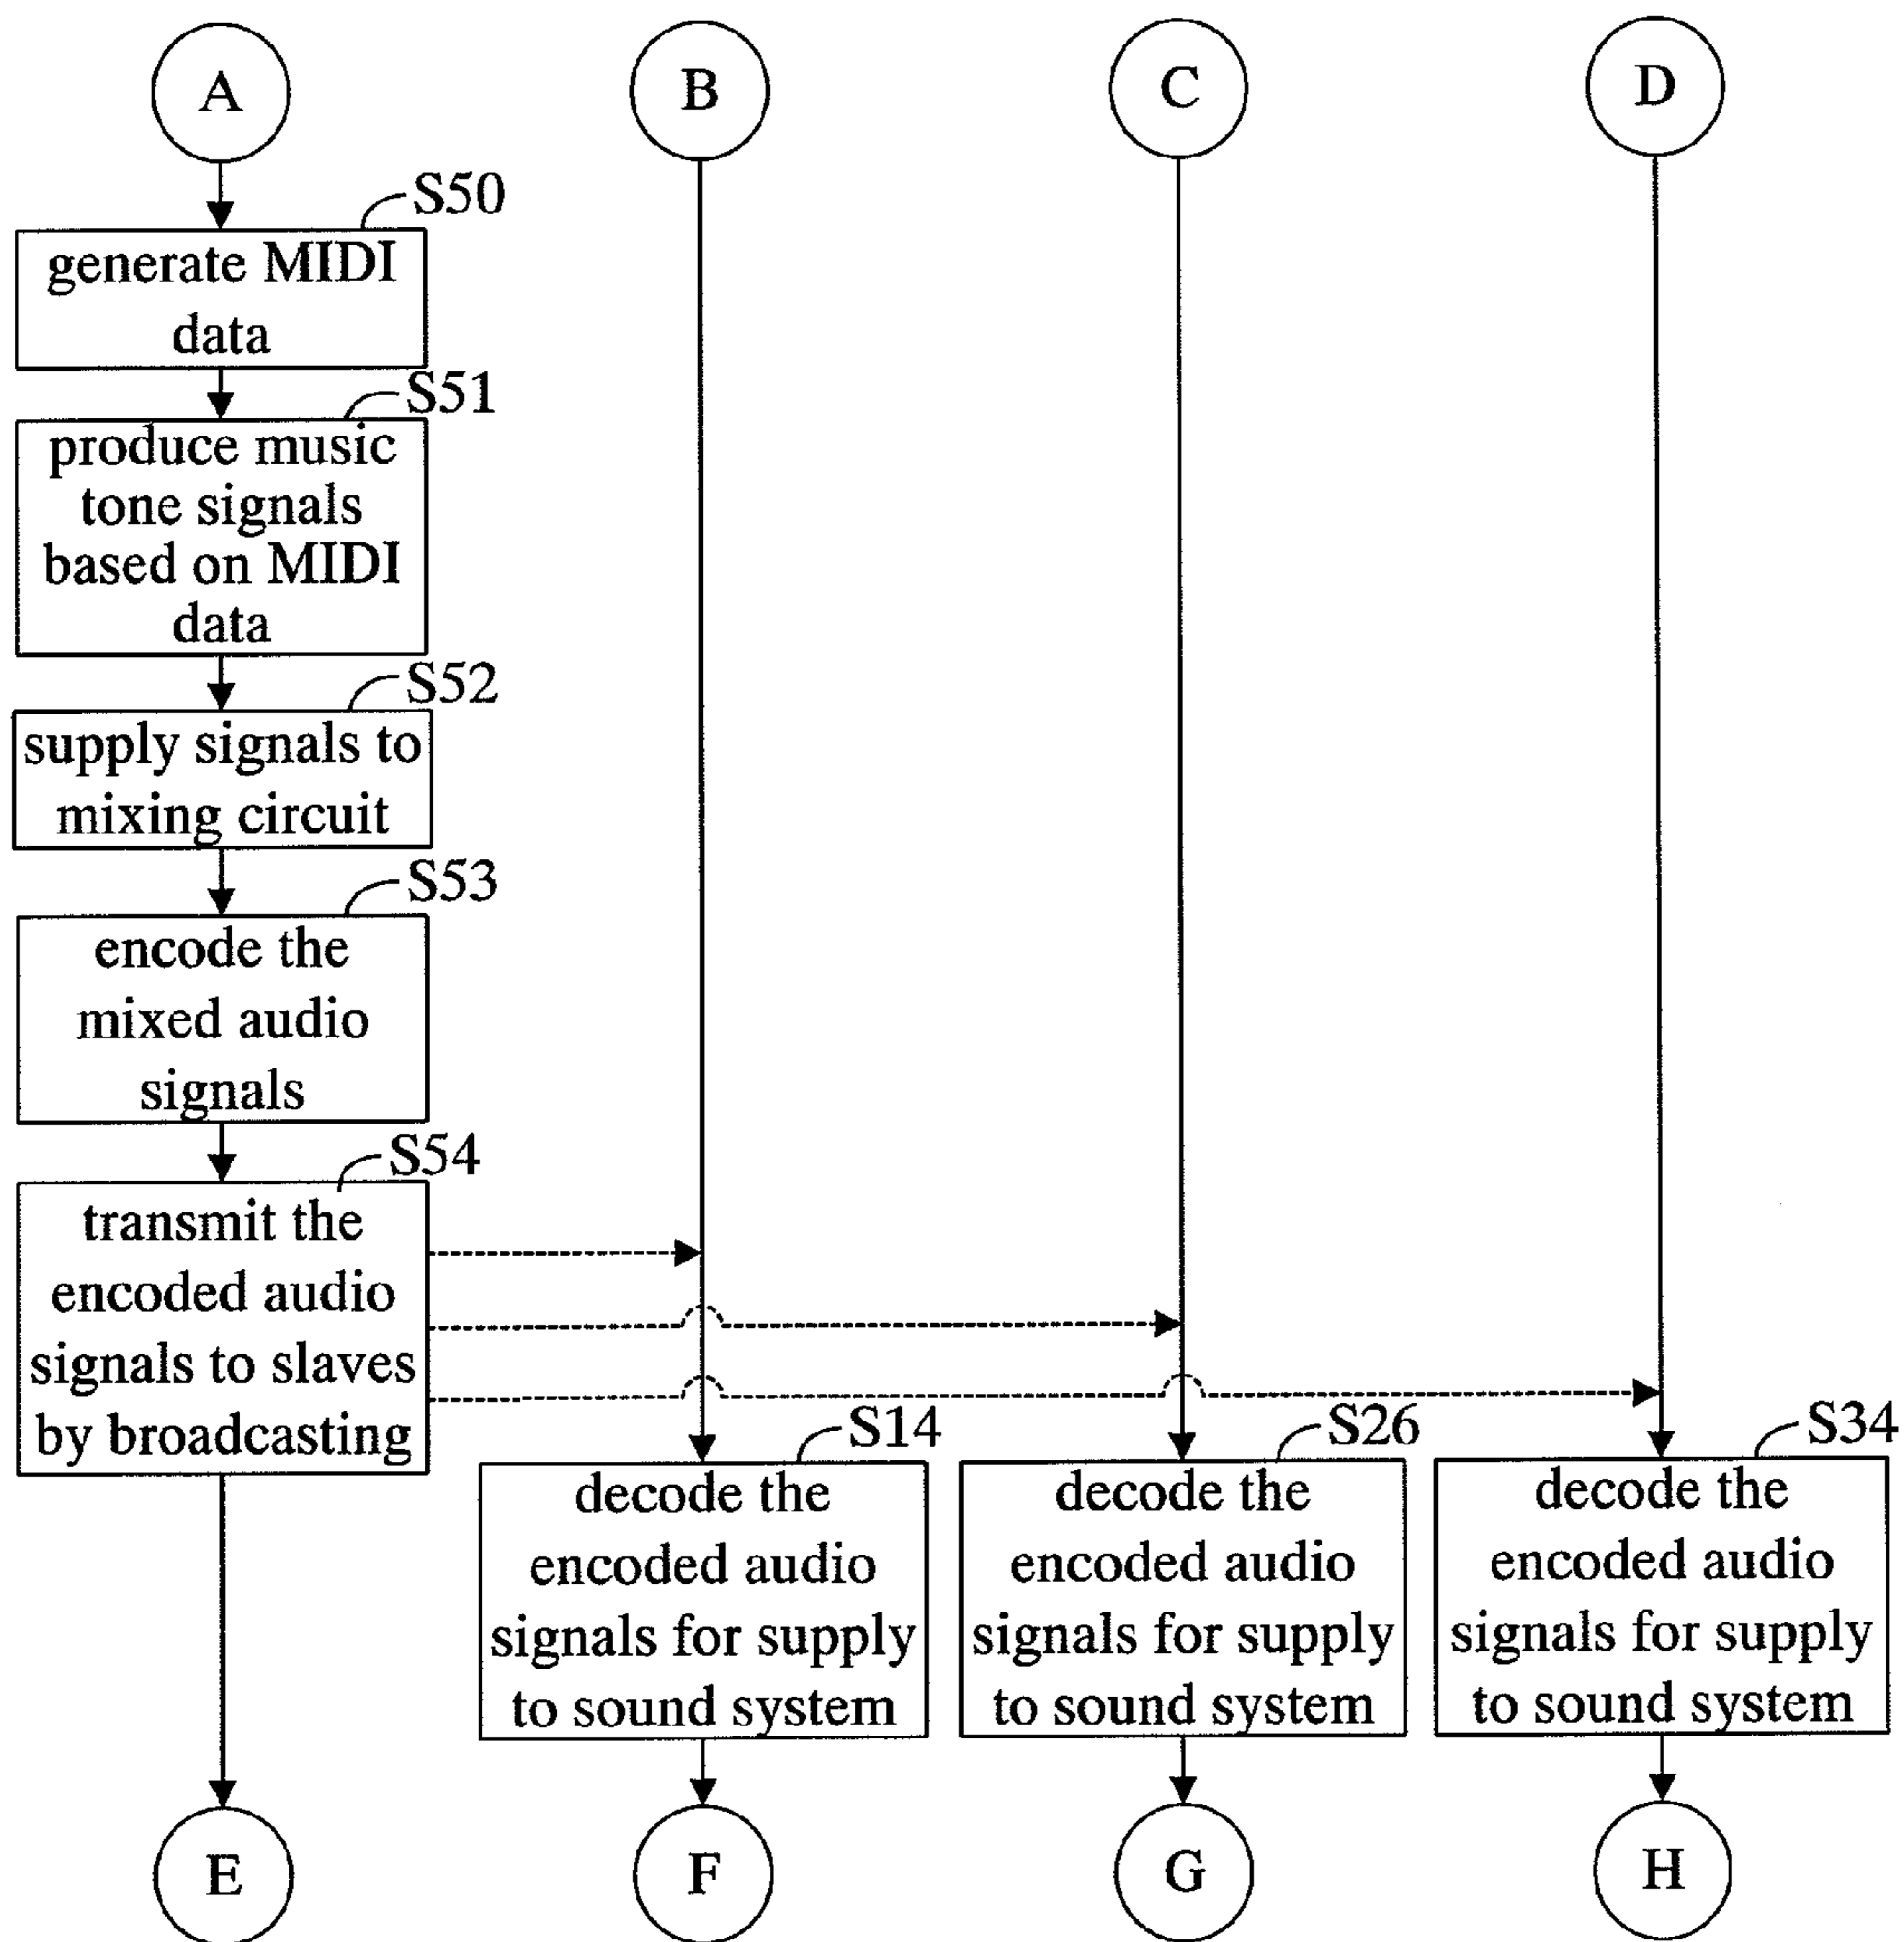 A
B
C
D
S50
generate MIDI
data
S51
produce music
tone signals
based on MIDI
data
S52
supply signals to
mixing circuit
S53
encode the
mixed audio
signals
S54
transmit the
encoded audio
signals to slaves
by broadcasting
S14
decode the
encoded audio
signals for supply
to sound system
S26
decode the
encoded audio
signals for supply
to sound system
S34
decode the
encoded audio
signals for supply
to sound system
E
F
G
H